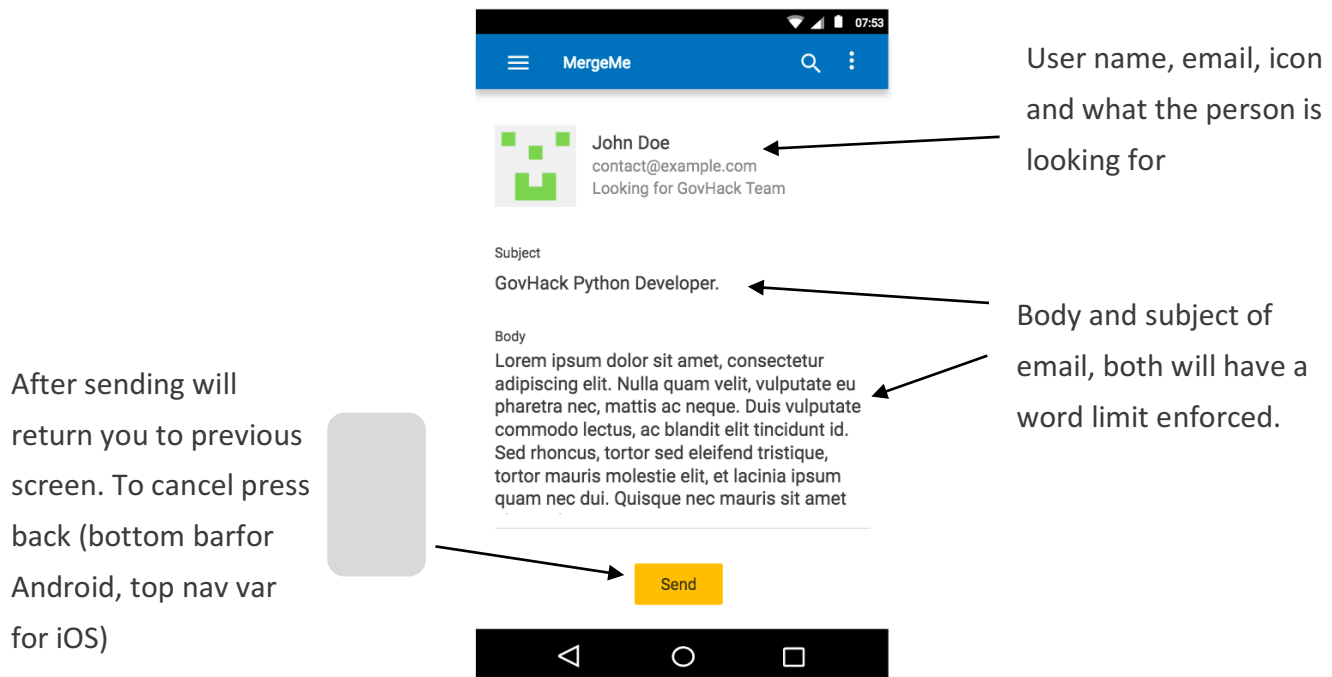 07:53
MergeMe
John Doe
contact@example.com
Looking for GovHack Team
Subject
GovHack Python Developer.
Body
Lorem ipsum dolor sit amet, consectetur
adipiscing elit. Nulla quam velit, vulputate eu
pharetra nec, mattis ac neque. Duis vulputate
commodo lectus, ac blandit elit tincidunt id.
Sed rhoncus, tortor sed eleifend tristique,
tortor mauris molestie elit, et lacinia ipsum
quam nec dui. Quisque nec mauris sit amet
Send
User name, email, icon
and what the person is
looking for
Body and subject of
email, both will have a
word limit enforced.
After sending will
return you to previous
screen. To cancel press
back (bottom barfor
Android, top nav var
for iOS)